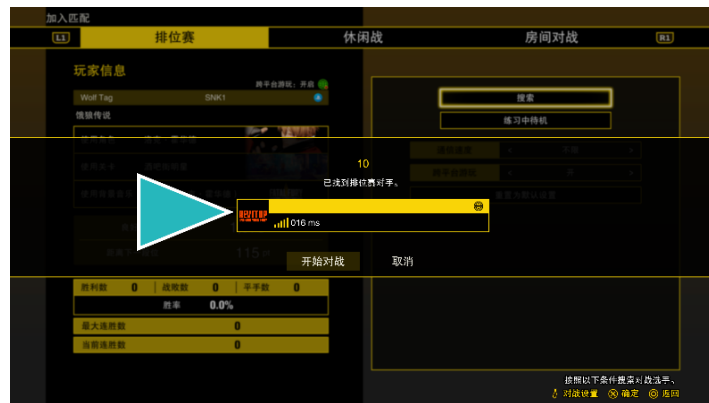 加入匹配
L1 排位赛 休闲战 房间对战 R1
玩家信息
跨平台游玩：开启
Wolf Tag SNK1
饿狼传说
搜索
练习中待机
10
已找到排位赛对手。
016 ms
开始对战 取消
115
胜利数 0 战败数 0 平手数 0
胜率 0.0%
最大连胜数 0
当前连胜数 0
按照以下条件搜索对战选手。
对战设置 确定 返回